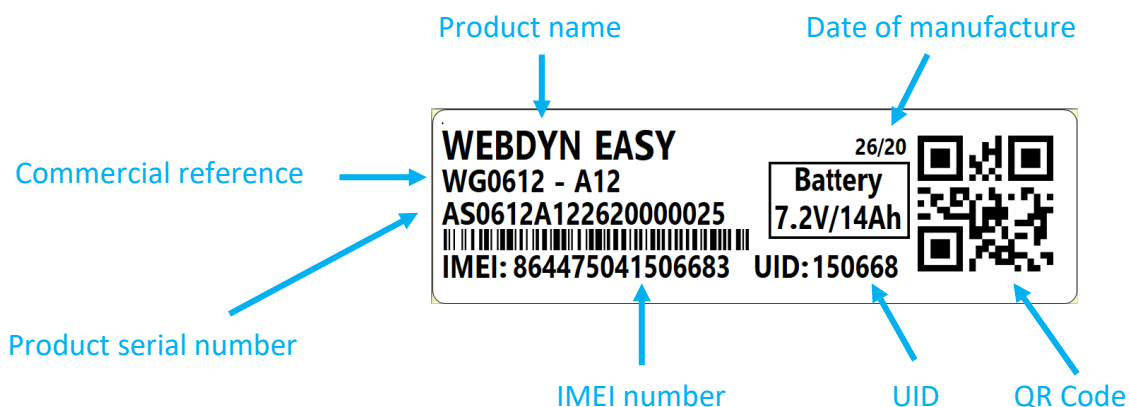 Product name
Date of manufacture
WEBDYN EASY
26/20
Commercial reference
WG0612 - A12
Battery
AS0612A122620000025
7.2V/14Ah
IMEI: 864475041506683 UID:150668
Product serial number
IMEI number
UID
QR Code